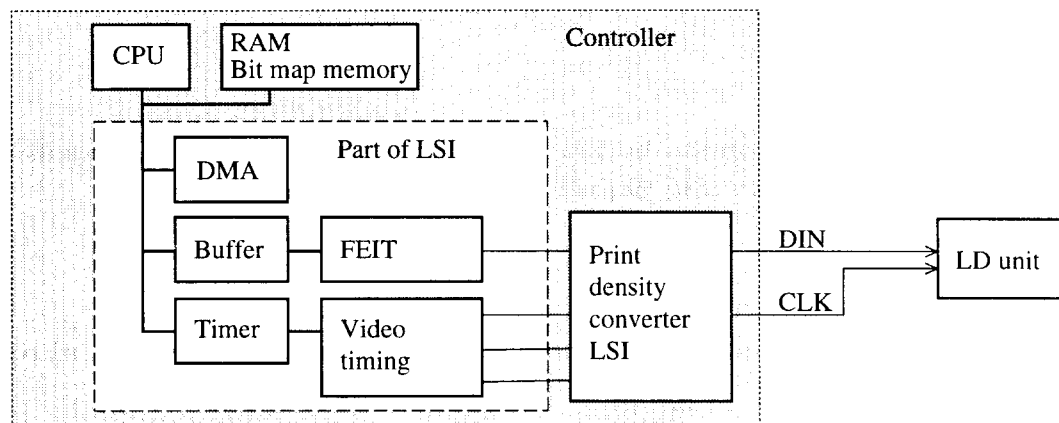 Controller
CPU
RAM
Bit map memory
Part of LSI
DMA
Buffer
FEIT
Timer
Video
timing
Print
density
converter
LSI
DIN
CLK
LD unit